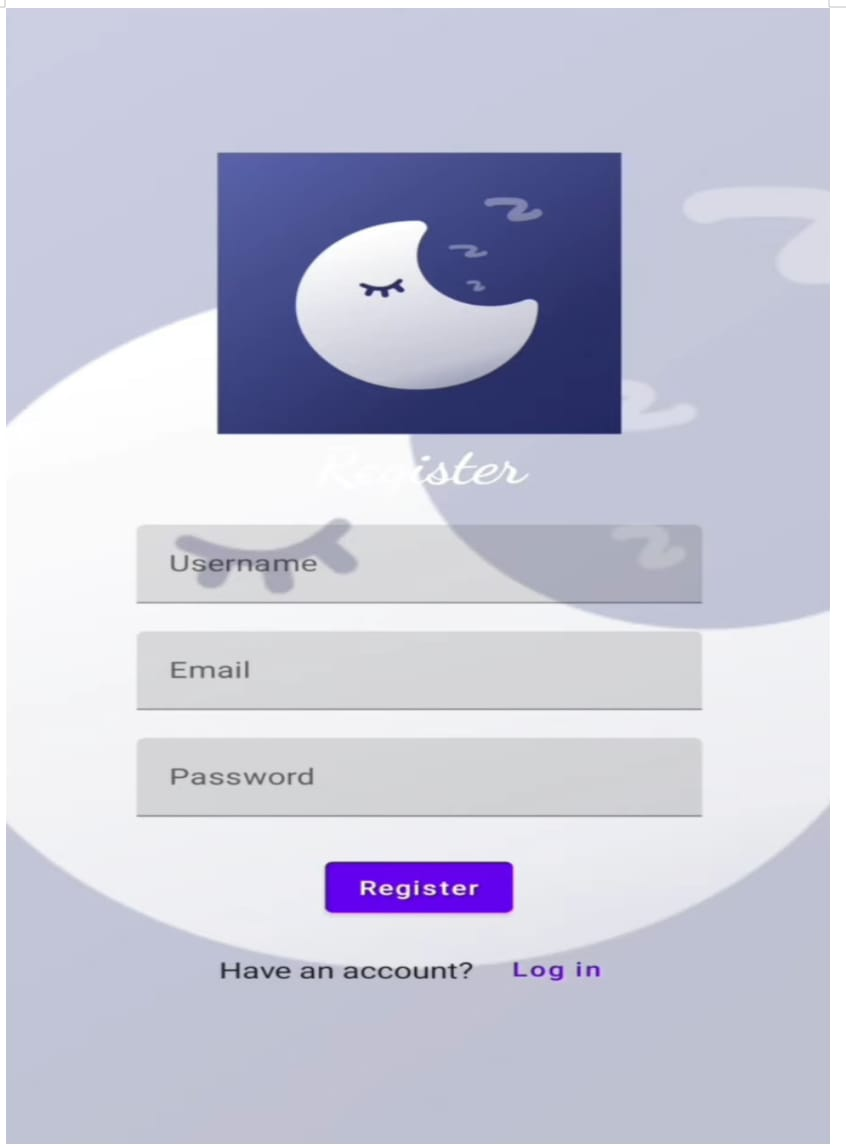 Register
Username
Email
Password
Register
Have an account? Log in